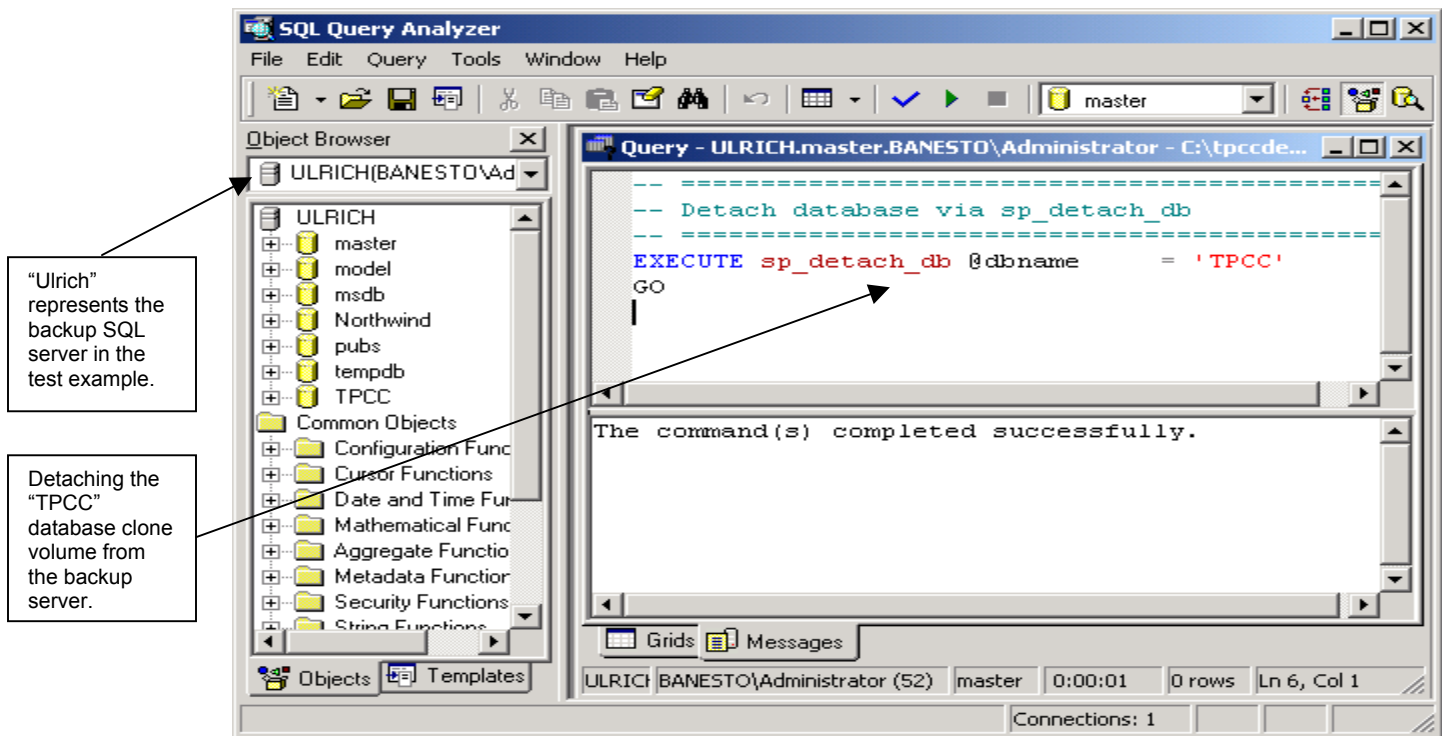 SQL Query Analyzer
File Edit Query Tools Window Help
master
Object Browser
ULRICH(BANESTO\Ad
ULRICH
master
model
msdb
Northwind
pubs
tempdb
TPCC
Common Objects
Configuration Func
Cursor Functions
Date and Time Fur
Mathematical Func
Aggregate Functio
Metadata Function
Security Functions
String Functions
Objects Templates
Query - ULRICH.master.BANESTO\Administrator - C:\tpccde...
-- ============================================
-- Detach database via sp_detach_db
-- ============================================
EXECUTE sp_detach_db @dbname = 'TPCC'
GO
The command(s) completed successfully.
Grids Messages
ULRICH BANESTO\Administrator (52) master 0:00:01 0 rows Ln 6, Col 1
Connections: 1
“Ulrich”
represents the
backup SQL
server in the
test example.
Detaching the
“TPCC”
database clone
volume from
the backup
server.